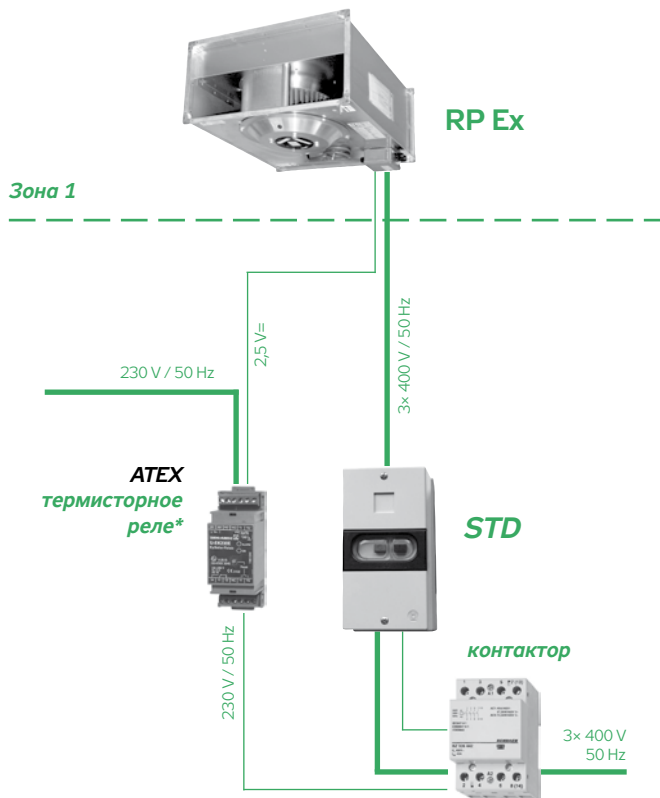 RP Ex
Зона 1
2,5 V=
3× 400 V / 50 Hz
230 V / 50 Hz
ATEX
термисторное
реле*
STD
контактор
230 V / 50 Hz
3× 400 V
50 Hz